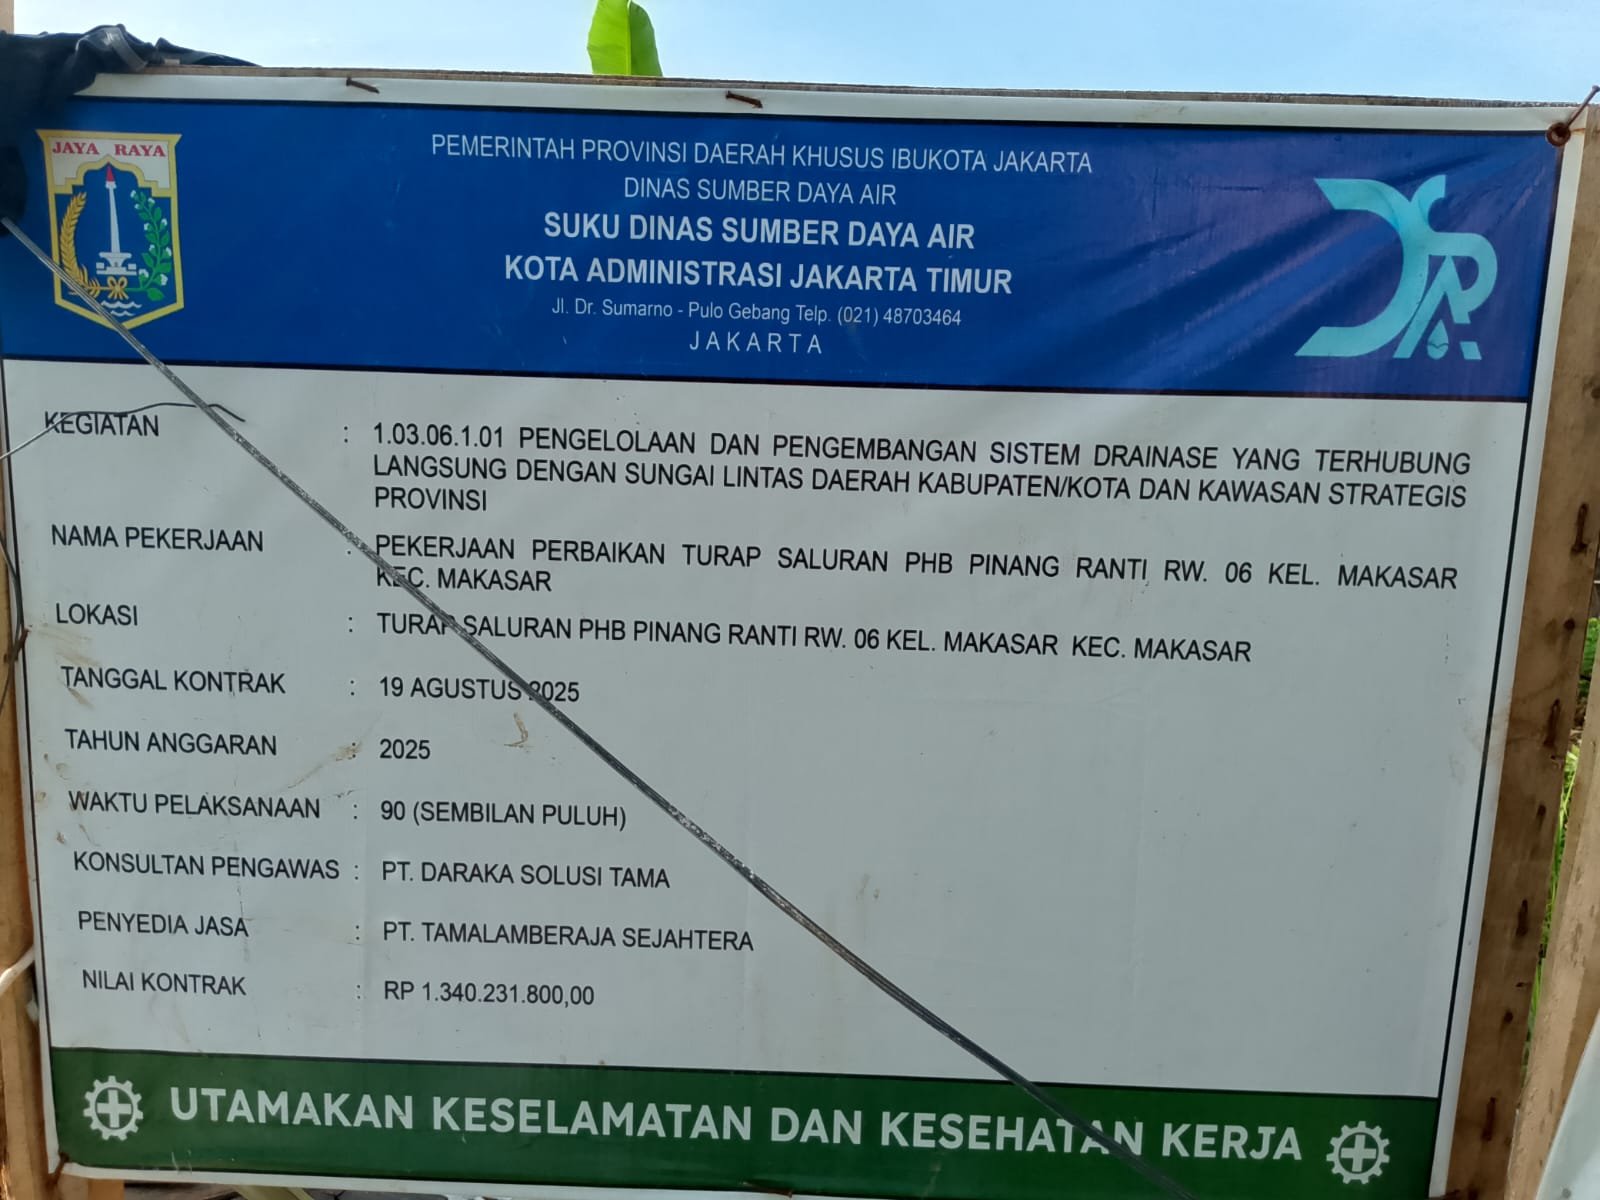 JAYA RAYA
PEMERINTAH PROVINSI DAERAH KHUSUS IBUKOTA JAKARTA
DINAS SUMBER DAYA AIR
SUKU DINAS SUMBER DAYA AIR
KOTA ADMINISTRASI JAKARTA TIMUR
Jl. Dr. Sumarno - Pulo Gebang Telp. (021) 48703464
JAKARTA
KEGIATAN : 1.03.06.1.01 PENGELOLAAN DAN PENGEMBANGAN SISTEM DRAINASE YANG TERHUBUNG
LANGSUNG DENGAN SUNGAI LINTAS DAERAH KABUPATEN/KOTA DAN KAWASAN STRATEGIS
PROVINSI
NAMA PEKERJAAN : PEKERJAAN PERBAIKAN TURAP SALURAN PHB PINANG RANTI RW. 06 KEL. MAKASAR
KEC. MAKASAR
LOKASI : TURAP SALURAN PHB PINANG RANTI RW. 06 KEL. MAKASAR KEC. MAKASAR
TANGGAL KONTRAK : 19 AGUSTUS 2025
TAHUN ANGGARAN : 2025
WAKTU PELAKSANAAN : 90 (SEMBILAN PULUH)
KONSULTAN PENGAWAS : PT. DARAKA SOLUSI TAMA
PENYEDIA JASA : PT. TAMALAMBERAJA SEJAHTERA
NILAI KONTRAK : RP 1.340.231.800,00
UTAMAKAN KESELAMATAN DAN KESEHATAN KERJA